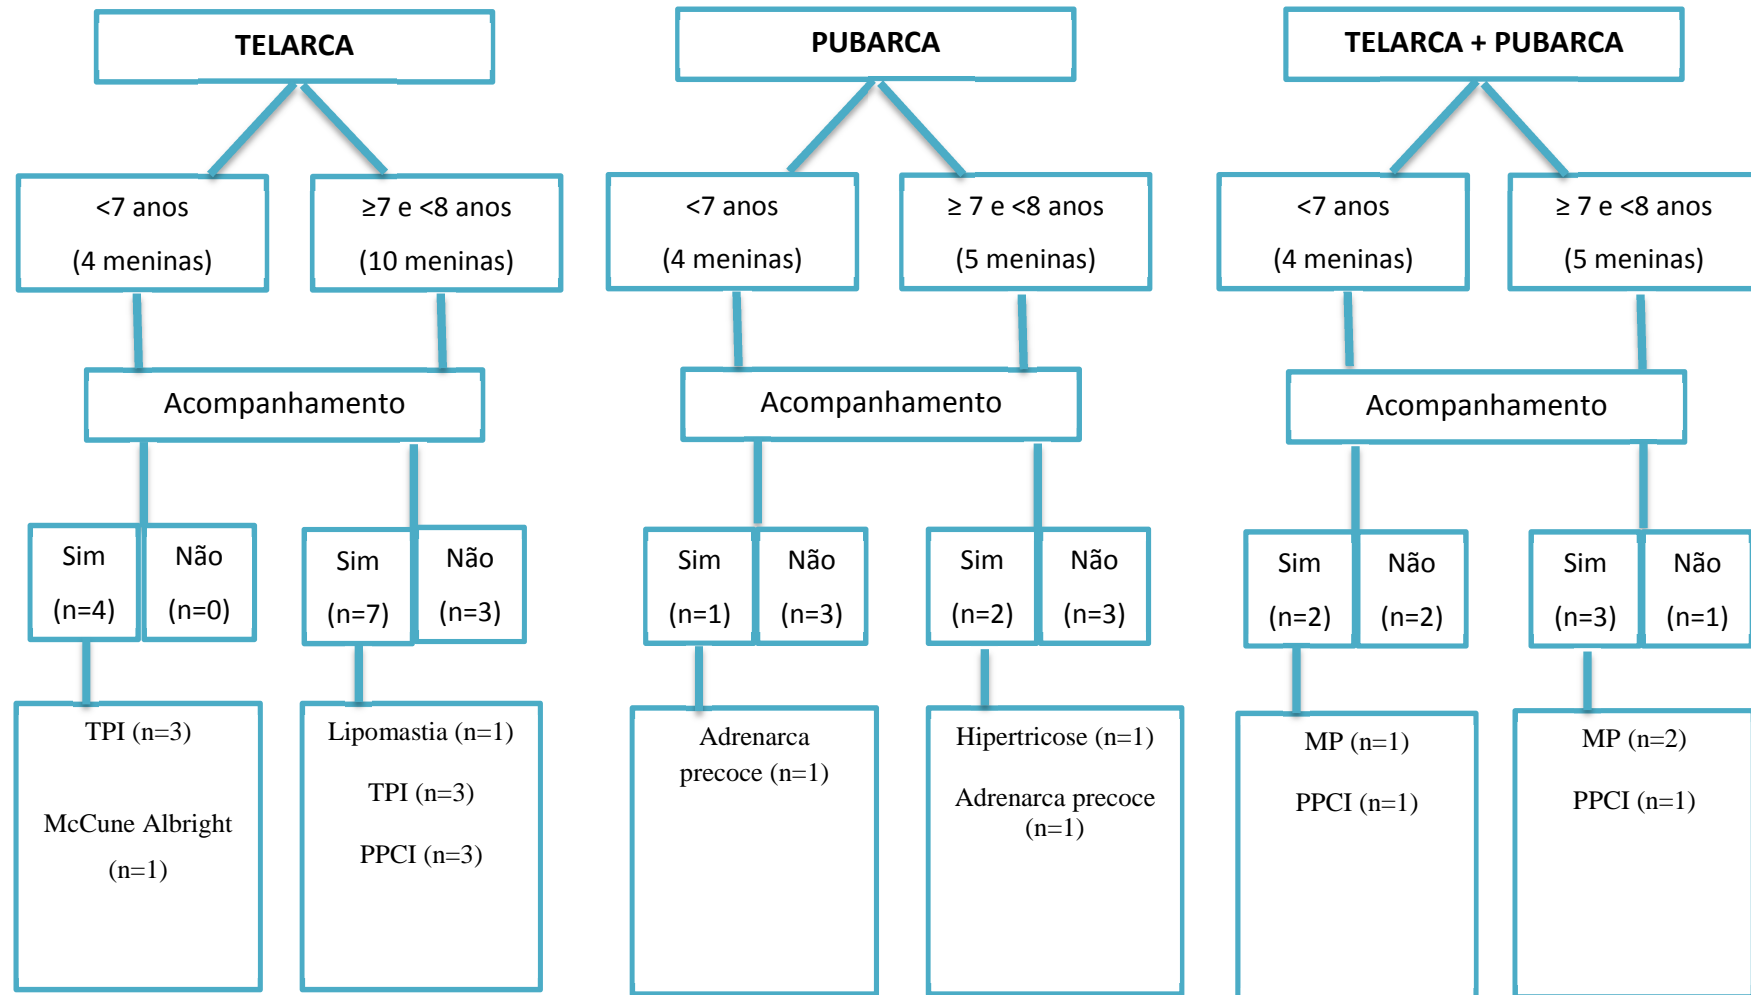 TELARCA
<7 anos
(4 meninas)
≥7 e <8 anos
(10 meninas)
Acompanhamento
Sim
(n=4)
Não
(n=0)
Sim
(n=7)
Não
(n=3)
TPI (n=3)
McCune Albright
(n=1)
Lipomastia (n=1)
TPI (n=3)
PPCI (n=3)
PUBARCA
<7 anos
(4 meninas)
≥ 7 e <8 anos
(5 meninas)
Acompanhamento
Sim
(n=1)
Não
(n=3)
Sim
(n=2)
Não
(n=3)
Adrenarca
precoce (n=1)
Hipertricose (n=1)
Adrenarca precoce
(n=1)
TELARCA + PUBARCA
<7 anos
(4 meninas)
≥ 7 e <8 anos
(5 meninas)
Acompanhamento
Sim
(n=2)
Não
(n=2)
Sim
(n=3)
Não
(n=1)
MP (n=1)
PPCI (n=1)
MP (n=2)
PPCI (n=1)